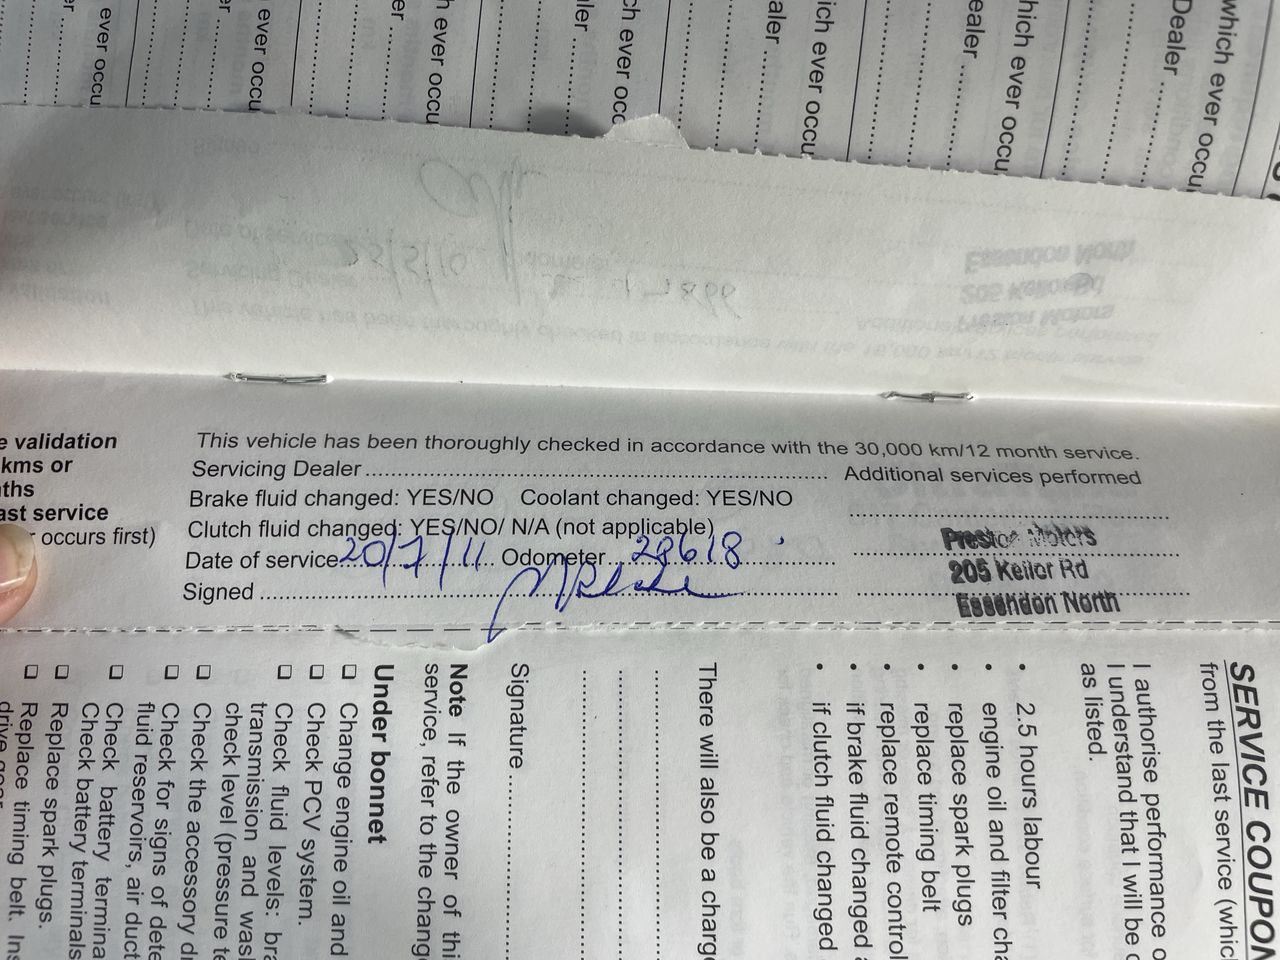 which ever occu
Dealer
which ever occu
ealer
ich ever occu
aler
ch ever occ
ler
h ever occu
er
ever occu
er
ever occu
e validation
kms or
ths
ast service
occurs first)
This vehicle has been thoroughly checked in accordance with the 30,000 km/12 month service.
Servicing Dealer
Additional services performed
Brake fluid changed: YES/NO Coolant changed: YES/NO
Clutch fluid changed: YES/NO/ N/A (not applicable)
Date of service 20/7/11 Odometer 28618
Signed
Preston Motors
205 Keilor Rd
Essendon North
SERVICE COUPON
from the last service (whic
I authorise performance o
I understand that I will be c
as listed.
• 2.5 hours labour
• engine oil and filter cha
• replace spark plugs
• replace timing belt
• replace remote control
• if brake fluid changed
• if clutch fluid changed
There will also be a charge
Signature
Note If the owner of thi
service, refer to the chang
Under bonnet
Change engine oil and
Check PCV system.
Check fluid levels: bra
transmission and was
check level (pressure te
Check the accessory dr
Check for signs of dete
fluid reservoirs, air duct
Check battery termina
Check battery terminals
Replace spark plugs.
Replace timing belt. Ins